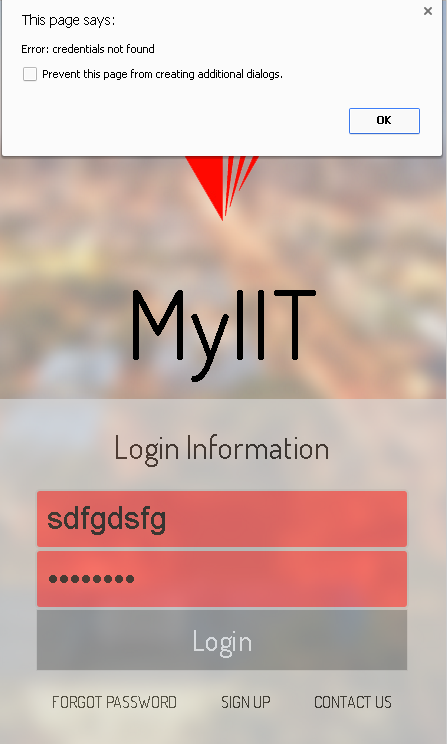 This page says:
Error: credentials not found
Prevent this page from creating additional dialogs.
OK
MyIIT
Login Information
sdfgdsfg
••••••••
Login
FORGOT PASSWORD SIGN UP CONTACT US